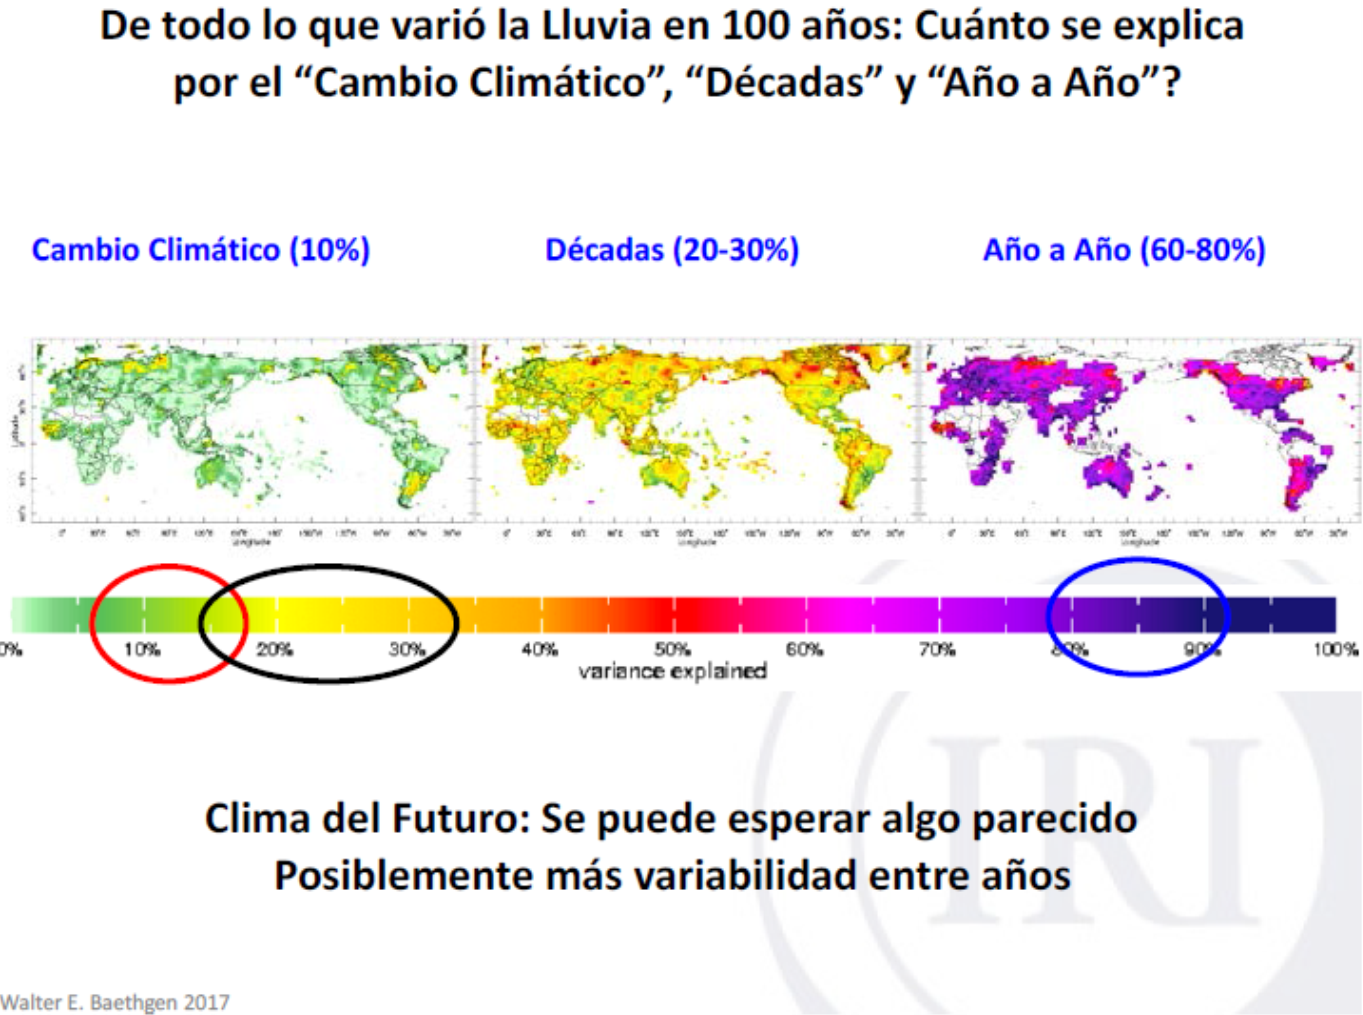 De todo lo que varió la Lluvia en 100 años: Cuánto se explica
por el “Cambio Climático”, “Décadas” y “Año a Año”?
Cambio Climático (10%)
Décadas (20-30%)
Año a Año (60-80%)
Longitude
Longitude
Longitude
0%
10%
20%
30%
40%
50%
60%
70%
80%
90%
100%
variance explained
IRI
Clima del Futuro: Se puede esperar algo parecido
Posiblemente más variabilidad entre años
Walter E. Baethgen 2017